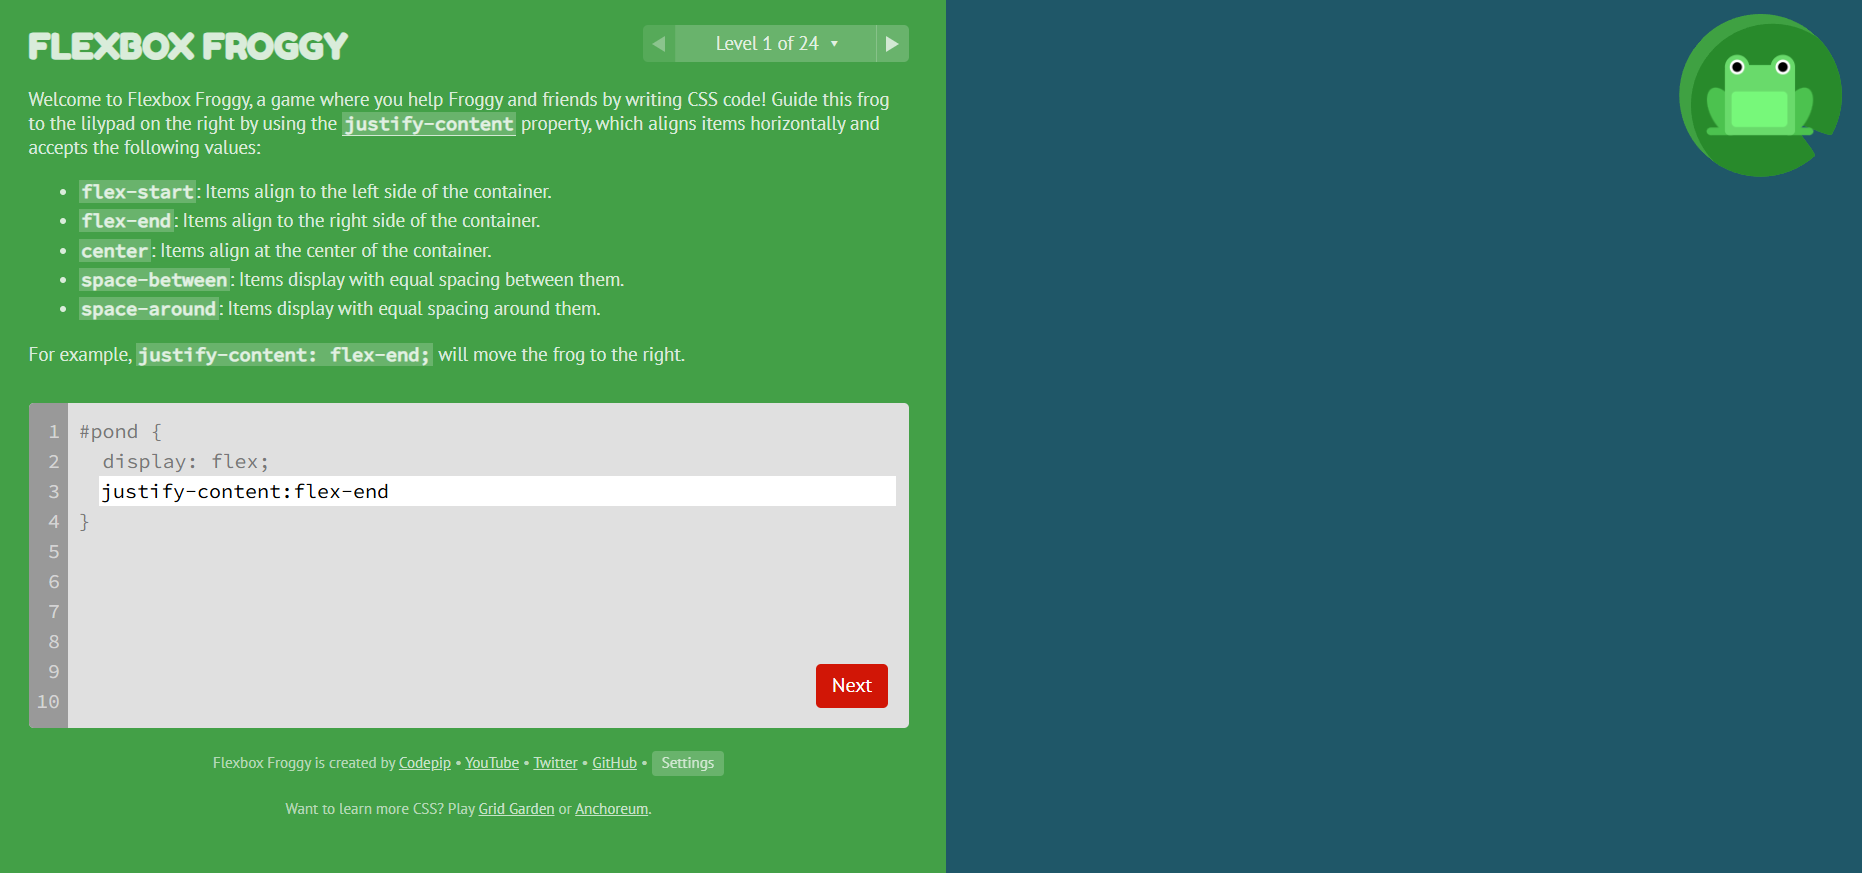 FLEXBOX FROGGY
◀ Level 1 of 24 ▼ ▶
Welcome to Flexbox Froggy, a game where you help Froggy and friends by writing CSS code! Guide this frog
to the lilypad on the right by using the justify-content property, which aligns items horizontally and
accepts the following values:
• flex-start: Items align to the left side of the container.
• flex-end: Items align to the right side of the container.
• center: Items align at the center of the container.
• space-between: Items display with equal spacing between them.
• space-around: Items display with equal spacing around them.
For example, justify-content: flex-end; will move the frog to the right.
1 #pond {
2 display: flex;
3 justify-content:flex-end
4 }
5
6
7
8
9
Next
10
Flexbox Froggy is created by Codepip • YouTube • Twitter • GitHub • Settings
Want to learn more CSS? Play Grid Garden or Anchoreum.